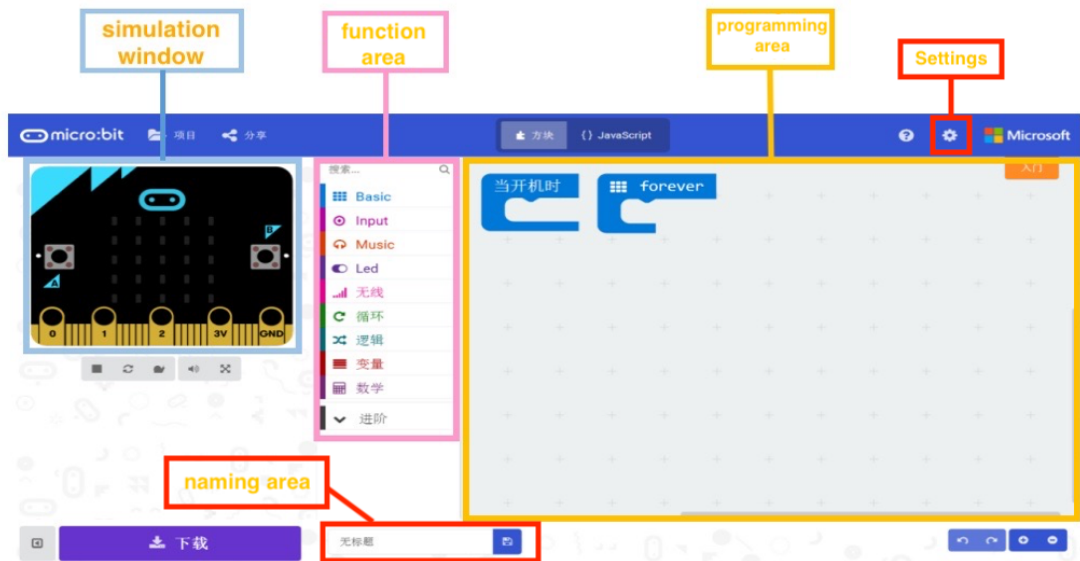 simulation
window
function
area
programming
area
Settings
micro:bit
项目
分享
方块
{} JavaScript
?
Microsoft
搜索...
入门
Basic
Input
Music
Led
无线
循环
逻辑
变量
数学
进阶
当开机时
forever
B
A
0 1 2 3V GND
naming area
下载
无标题